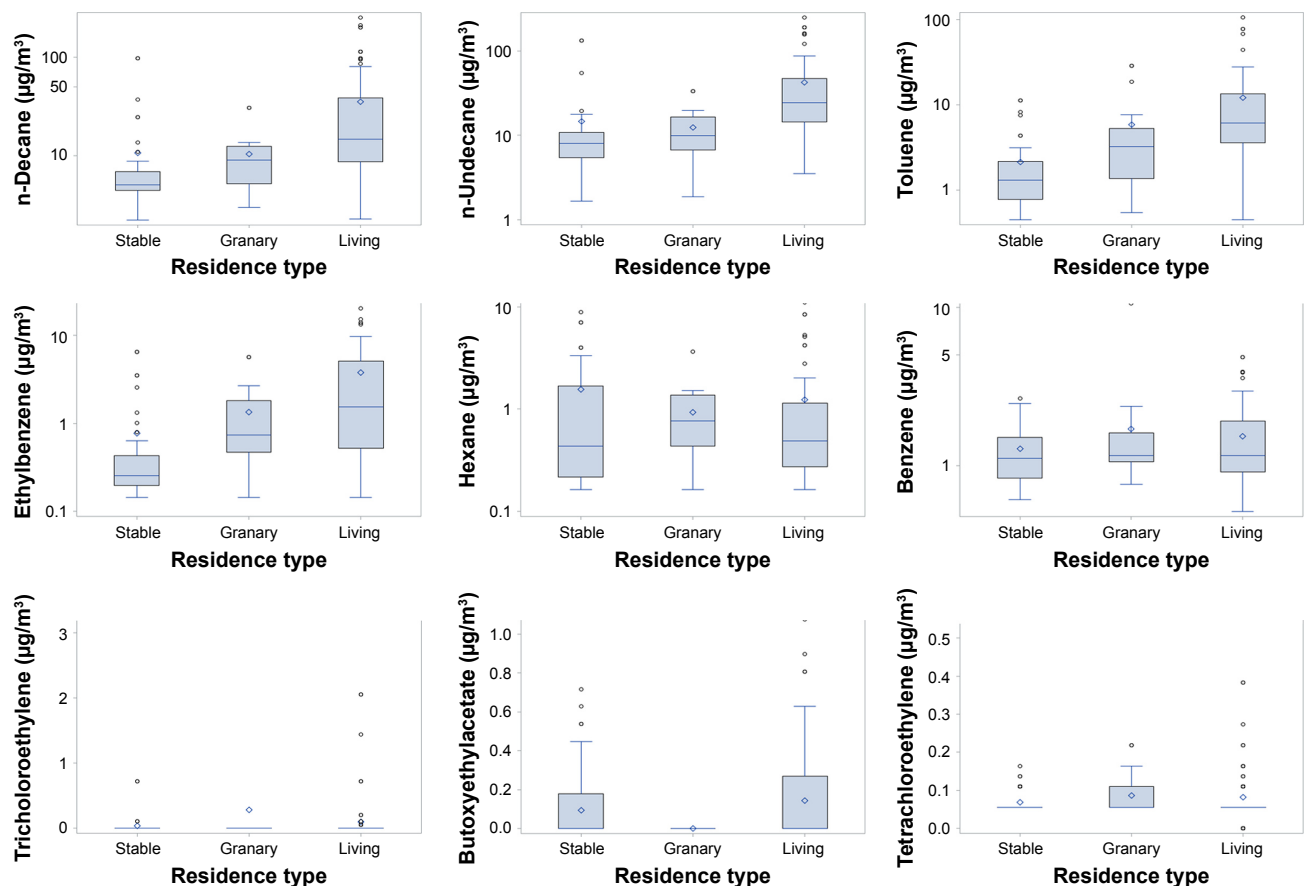 n-Decane (µg/m³)
100
50
10
Stable Granary Living
Residence type
n-Undecane (µg/m³)
100
10
1
Stable Granary Living
Residence type
Toluene (µg/m³)
100
10
1
Stable Granary Living
Residence type
Ethylbenzene (µg/m³)
10
1
0.1
Stable Granary Living
Residence type
Hexane (µg/m³)
10
1
0.1
Stable Granary Living
Residence type
Benzene (µg/m³)
10
5
1
Stable Granary Living
Residence type
Tricholoroethylene (µg/m³)
3
2
1
0
Stable Granary Living
Residence type
Butoxyethylacetate (µg/m³)
1.0
0.8
0.6
0.4
0.2
0.0
Stable Granary Living
Residence type
Tetrachloroethylene (µg/m³)
0.5
0.4
0.3
0.2
0.1
0.0
Stable Granary Living
Residence type